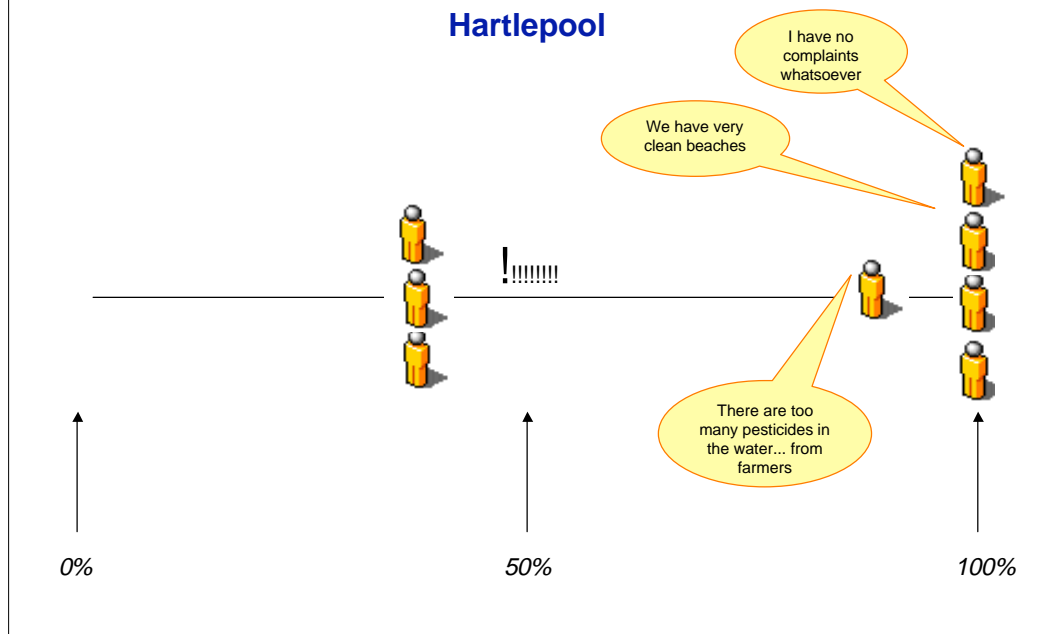 Hartlepool
I have no
complaints
whatsoever
We have very
clean beaches
!!!!!!!!!
There are too
many pesticides in
the water... from
farmers
0%
50%
100%